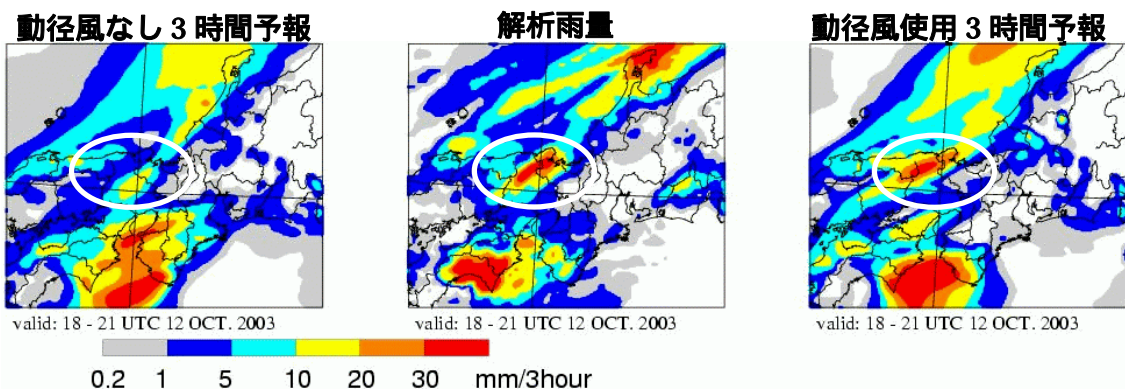 動径風なし3時間予報
解析雨量
動径風使用3時間予報
valid: 18 - 21 UTC 12 OCT. 2003
valid: 18 - 21 UTC 12 OCT. 2003
valid: 18 - 21 UTC 12 OCT. 2003
0.2 1 5 10 20 30 mm/3hour